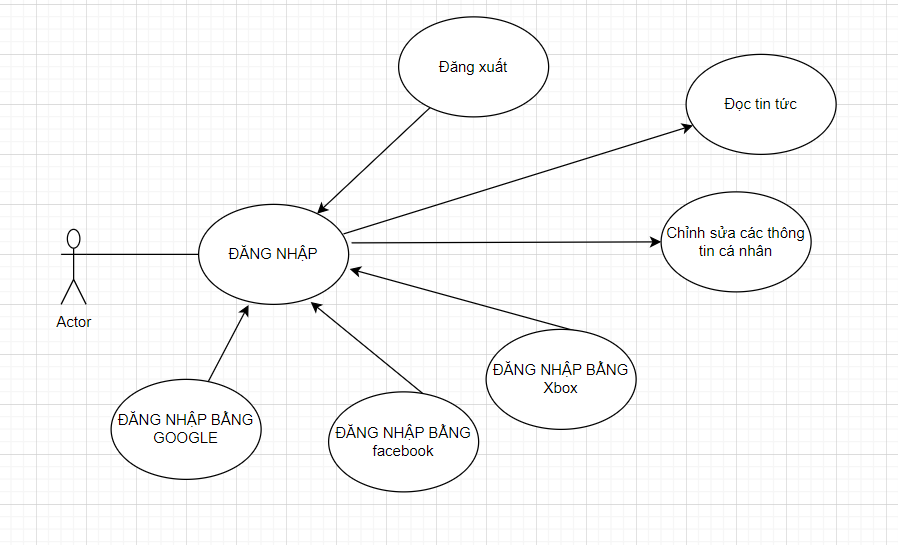 Đăng xuất
Đọc tin tức
Chỉnh sửa các thông
tin cá nhân
ĐĂNG NHẬP
Actor
ĐĂNG NHẬP BẰNG
Xbox
ĐĂNG NHẬP BẰNG
GOOGLE
ĐĂNG NHẬP BẰNG
facebook